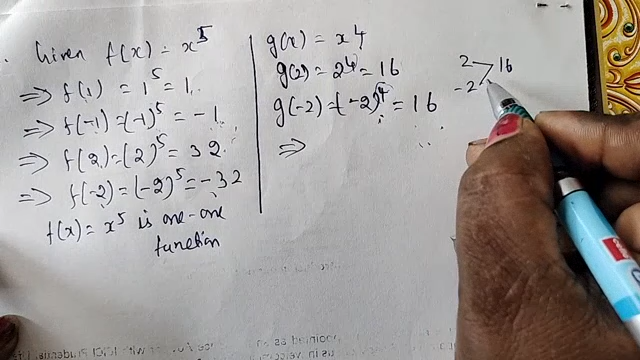 Given f(x) = x^5
⇒ f(1) = 1^5 = 1
⇒ f(-1) = (-1)^5 = -1
⇒ f(2) = (2)^5 = 32
⇒ f(-2) = (-2)^5 = -32
f(x) = x^5 is one-one
function
g(x) = x^4
g(2) = 2^4 = 16
g(-2) = (-2)^4 = 16
⇒
2 16
-2